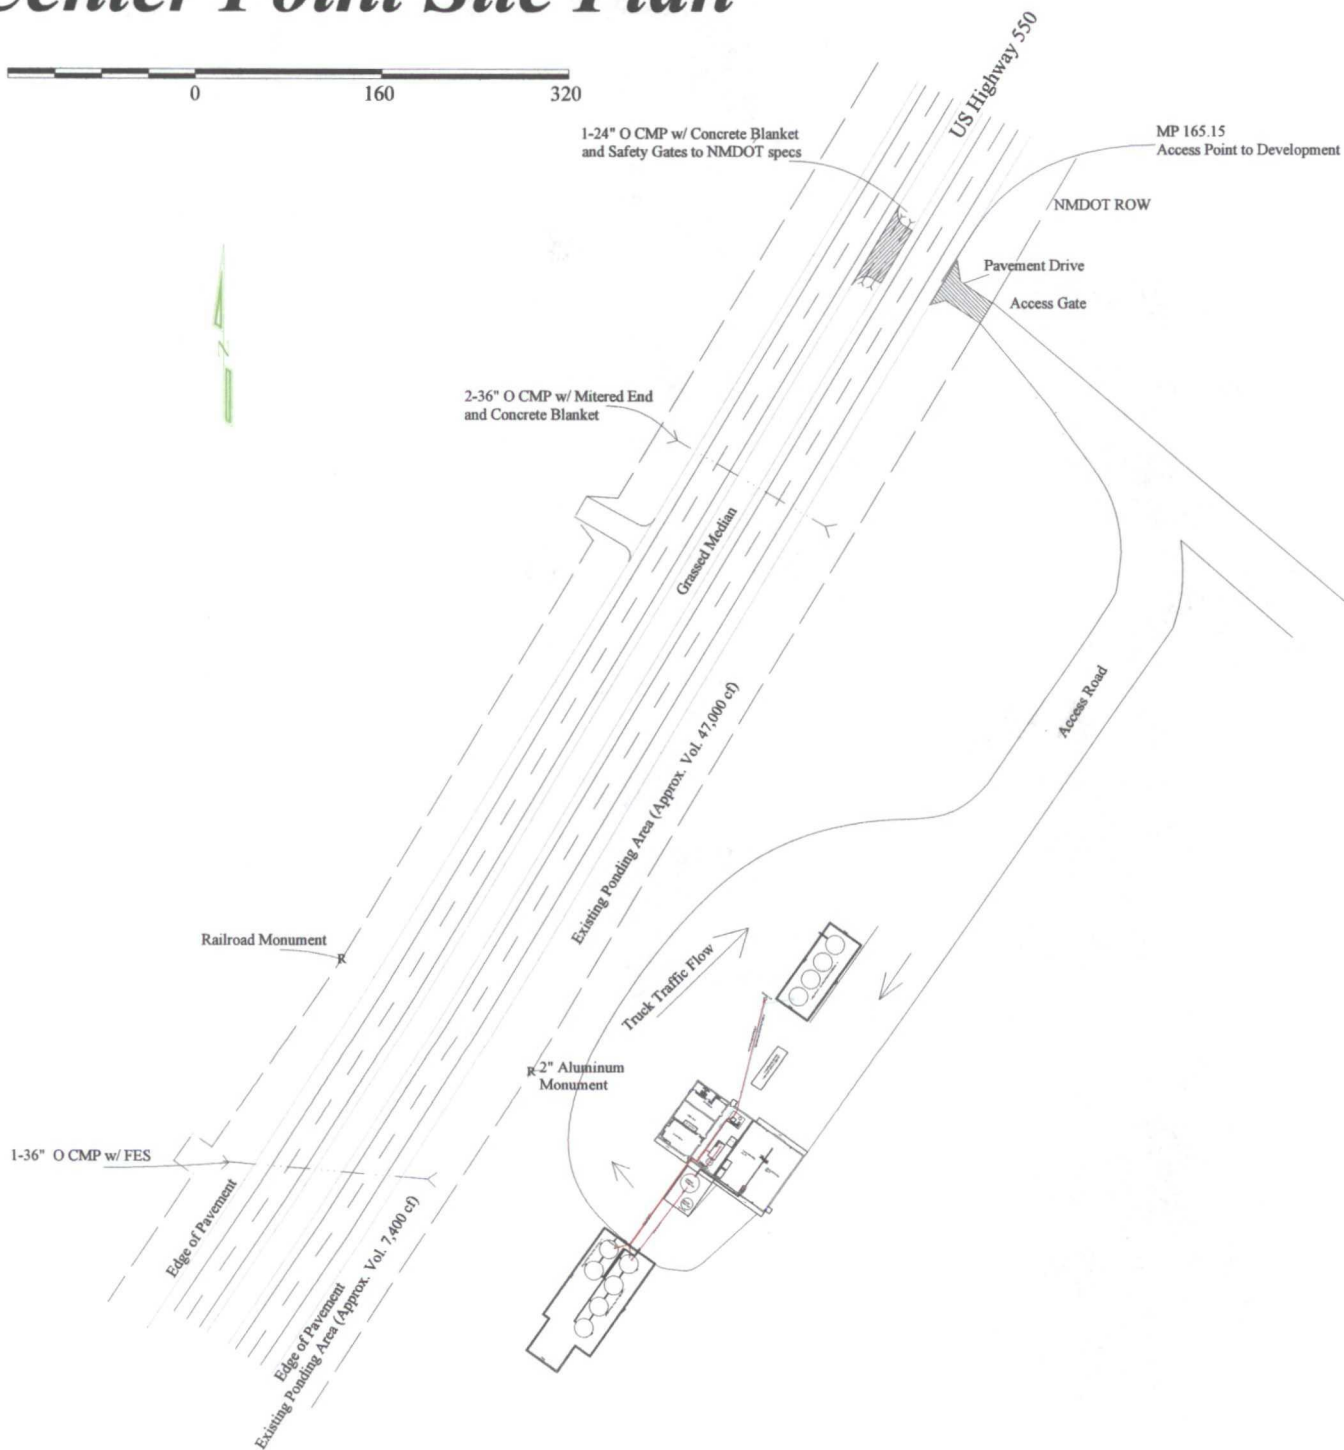 Center Point Site Plan
0 160 320
US Highway 550
1-24" O CMP w/ Concrete Blanket
and Safety Gates to NMDOT specs
MP 165.15
Access Point to Development
NMDOT ROW
Pavement Drive
Access Gate
N
2-36" O CMP w/ Mitered End
and Concrete Blanket
Grassed Median
Access Road
Existing Ponding Area (Approx. Vol. 47,000 cf)
Railroad Monument
R
Truck Traffic Flow
R 2" Aluminum
Monument
1-36" O CMP w/ FES
Edge of Pavement
Edge of Pavement
Existing Ponding Area (Approx. Vol. 7,400 cf)